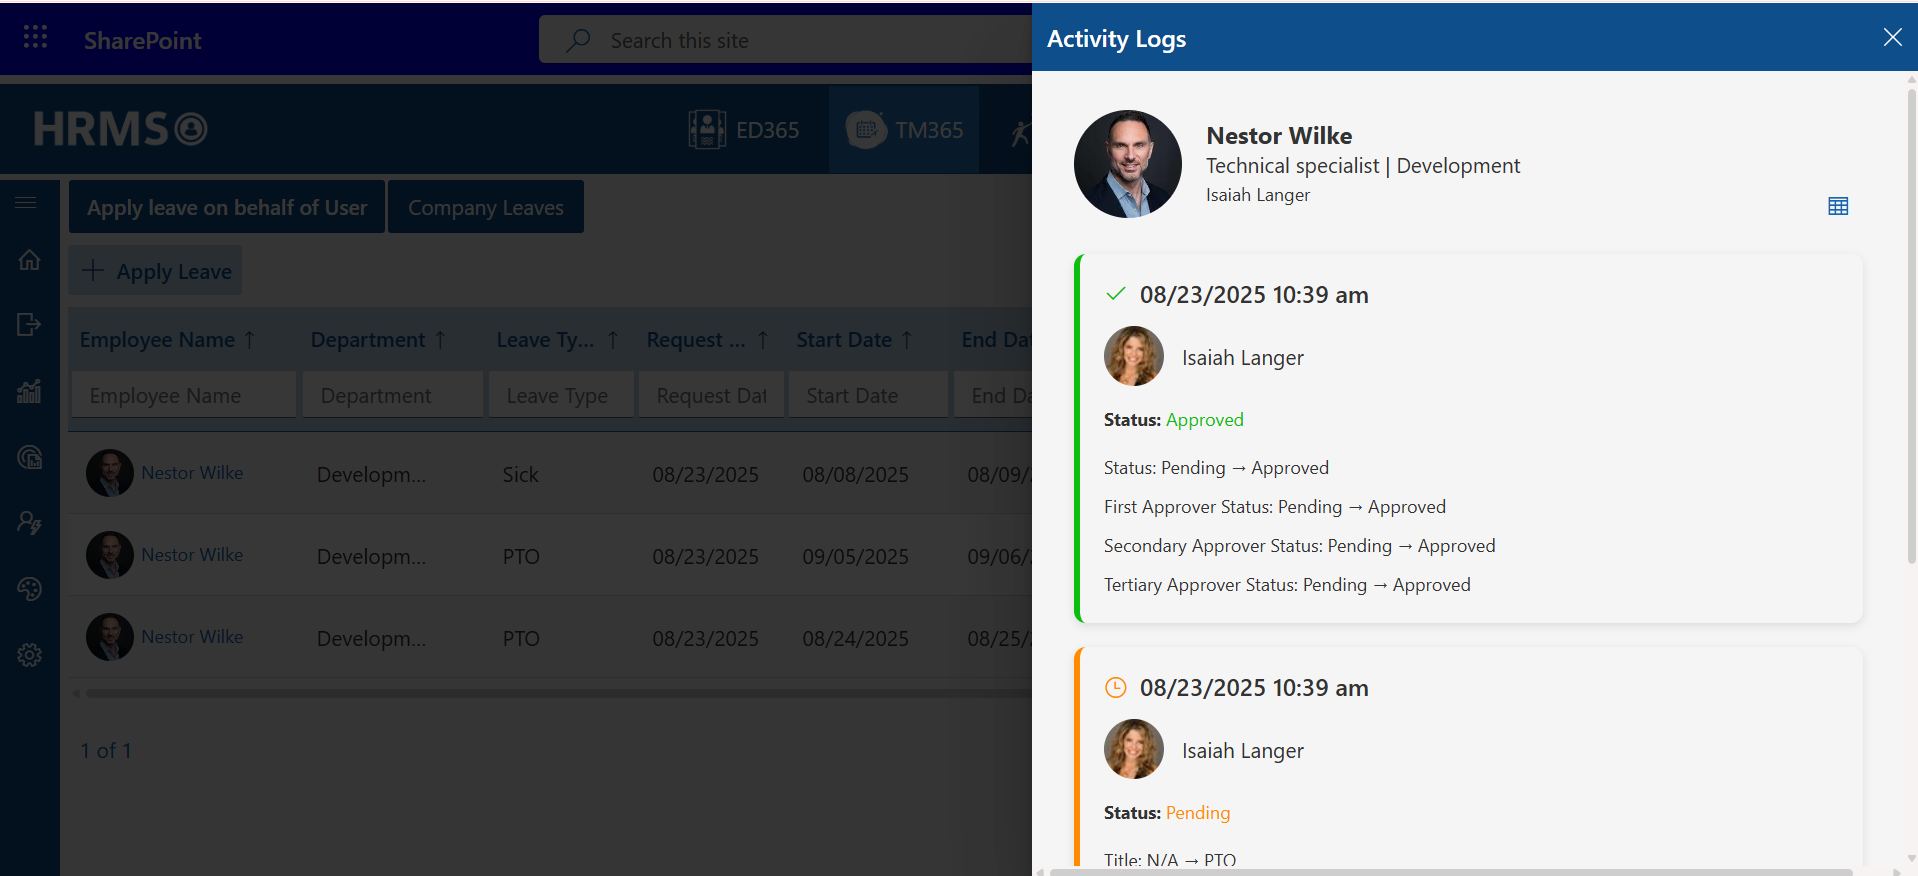 SharePoint
Search this site
HRMS
ED365
TM365
Apply leave on behalf of User
Company Leaves
Apply Leave
Employee Name ↑ Department ↑ Leave Ty... ↑ Request ... ↑ Start Date ↑ End Da
Employee Name Department Leave Type Request Dat Start Date End Da
Nestor Wilke Developm... Sick 08/23/2025 08/08/2025 08/09/
Nestor Wilke Developm... PTO 08/23/2025 09/05/2025 09/06/
Nestor Wilke Developm... PTO 08/23/2025 08/24/2025 08/25/
1 of 1
Activity Logs
Nestor Wilke
Technical specialist | Development
Isaiah Langer
08/23/2025 10:39 am
Isaiah Langer
Status: Approved
Status: Pending → Approved
First Approver Status: Pending → Approved
Secondary Approver Status: Pending → Approved
Tertiary Approver Status: Pending → Approved
08/23/2025 10:39 am
Isaiah Langer
Status: Pending
Title: N/A → PTO